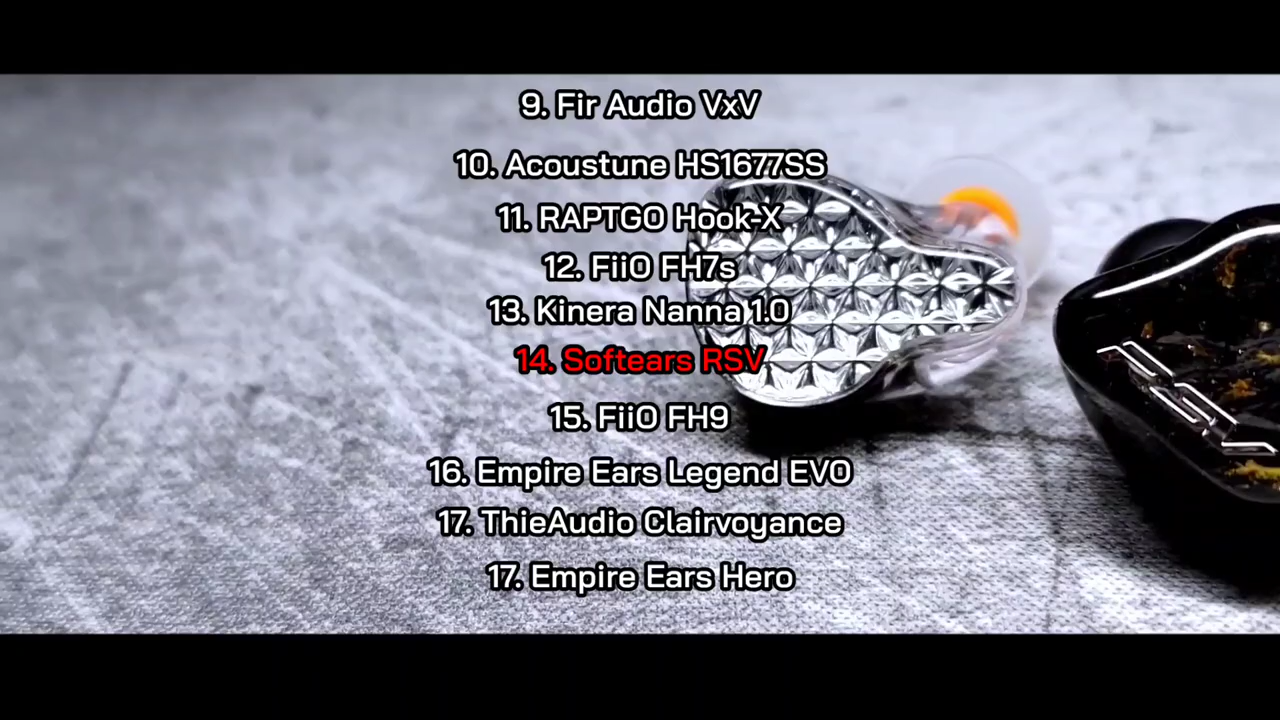 9. Fir Audio VxV
10. Acoustune HS1677SS
11. RAPTGO Hook-X
12. FiiO FH7s
13. Kinera Nanna 1.0
14. Softears RSV
15. FiiO FH9
16. Empire Ears Legend EVO
17. ThieAudio Clairvoyance
17. Empire Ears Hero
RSV